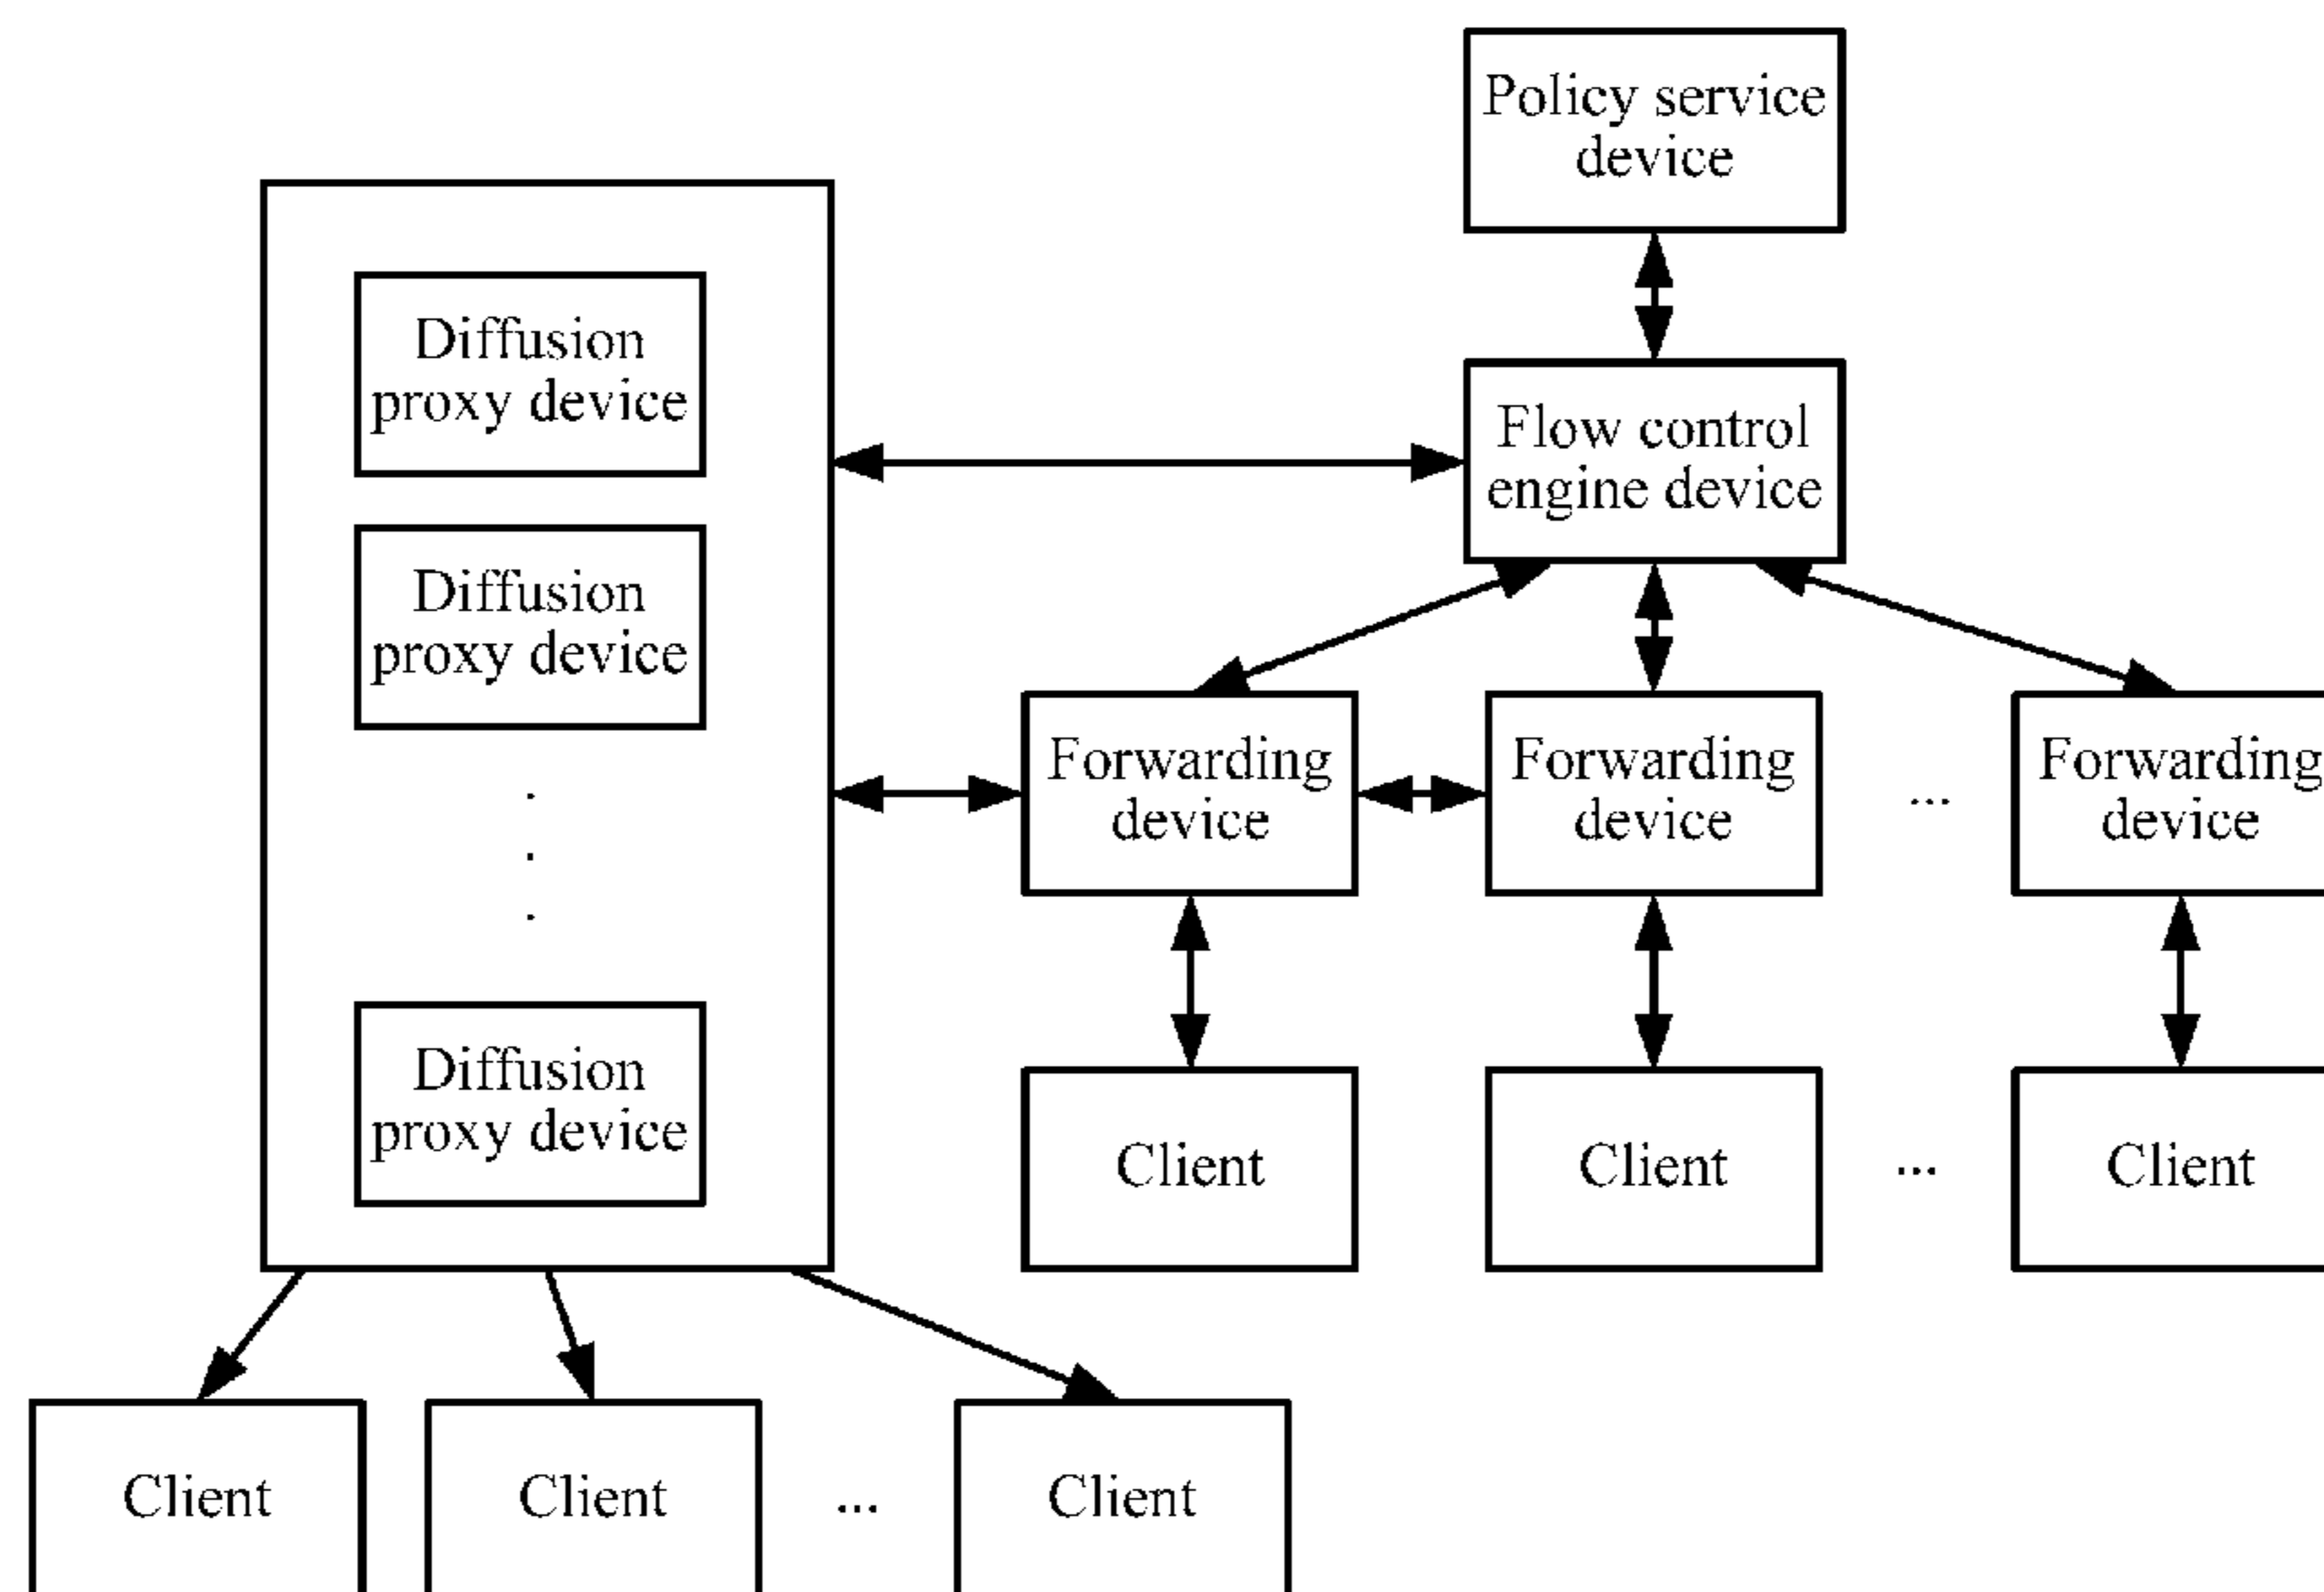 Policy service
device
Diffusion
proxy device
Flow control
engine device
Diffusion
proxy device
Forwarding
device
Forwarding
device
...
Forwarding
device
.
.
.
Diffusion
proxy device
Client
Client
...
Client
Client
Client
...
Client